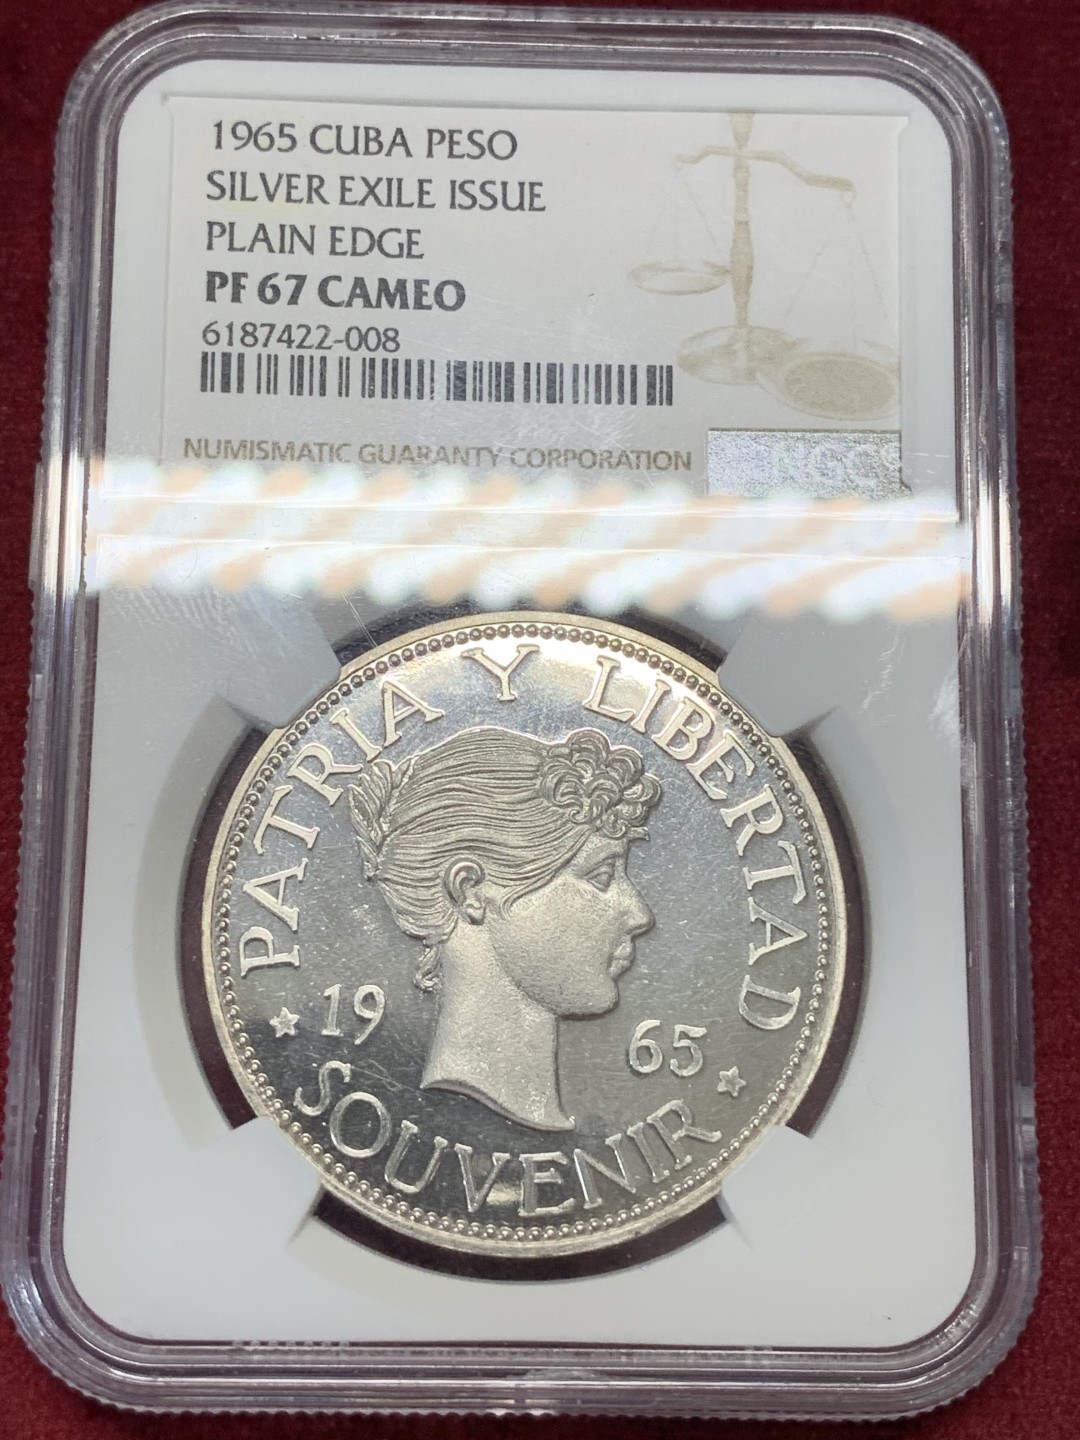 1965 CUBA PESO
SILVER EXILE ISSUE
PLAIN EDGE
PF 67 CAMEO
6187422-008
NUMISMATIC GUARANTY CORPORATION
NGC
PATRIA Y LIBERTAD
19 65
SOUVENIR